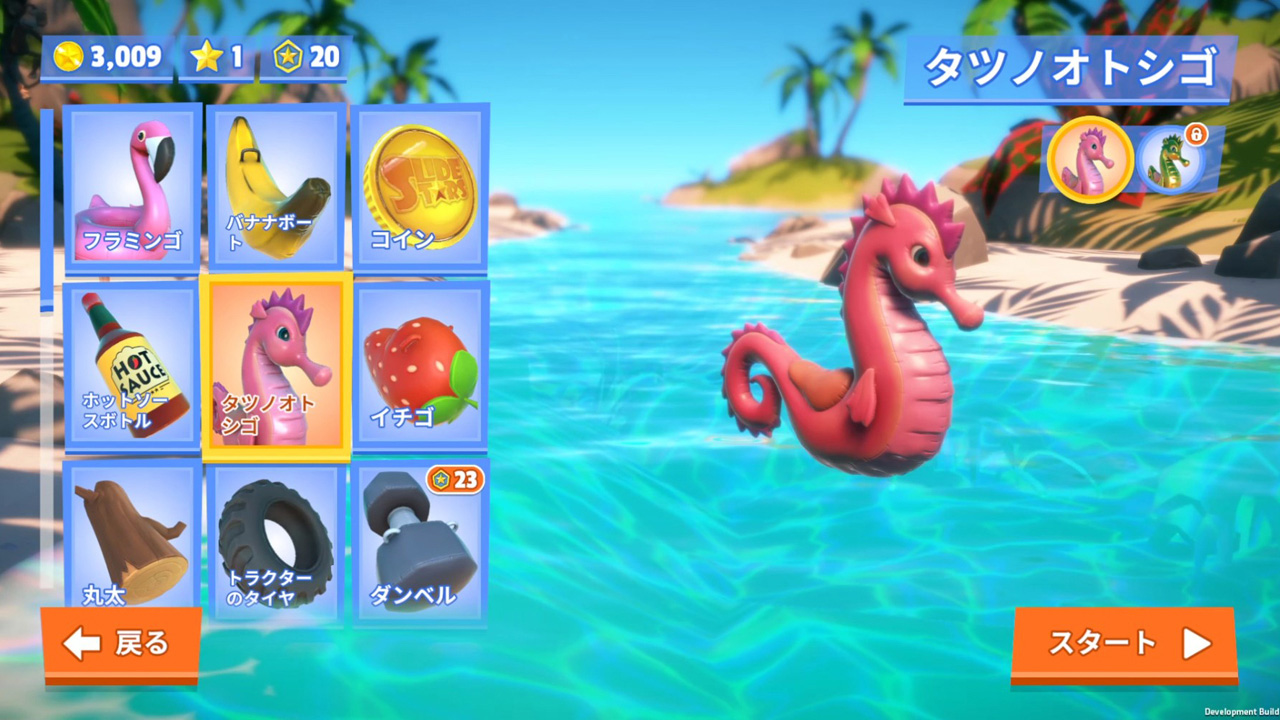 3,009
1
20
タツノオトシゴ
フラミンゴ
バナナボー
ト
SLIDE
STARS
コイン
HOT
SAUCE
ホットソー
スボトル
タツノオト
シゴ
イチゴ
丸太
トラクター
のタイヤ
23
ダンベル
戻る
スタート
Development Build